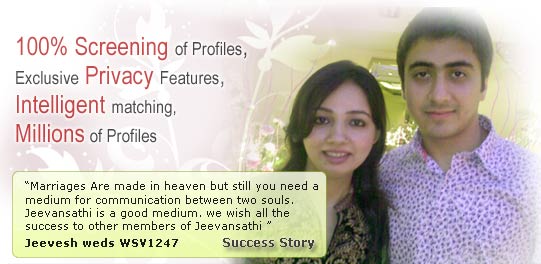 100% Screening of Profiles,
Exclusive Privacy Features,
Intelligent matching,
Millions of Profiles
“Marriages Are made in heaven but still you need a
medium for communication between two souls.
Jeevansathi is a good medium. we wish all the
success to other members of Jeevansathi ”
Jeevesh weds WSV1247 Success Story